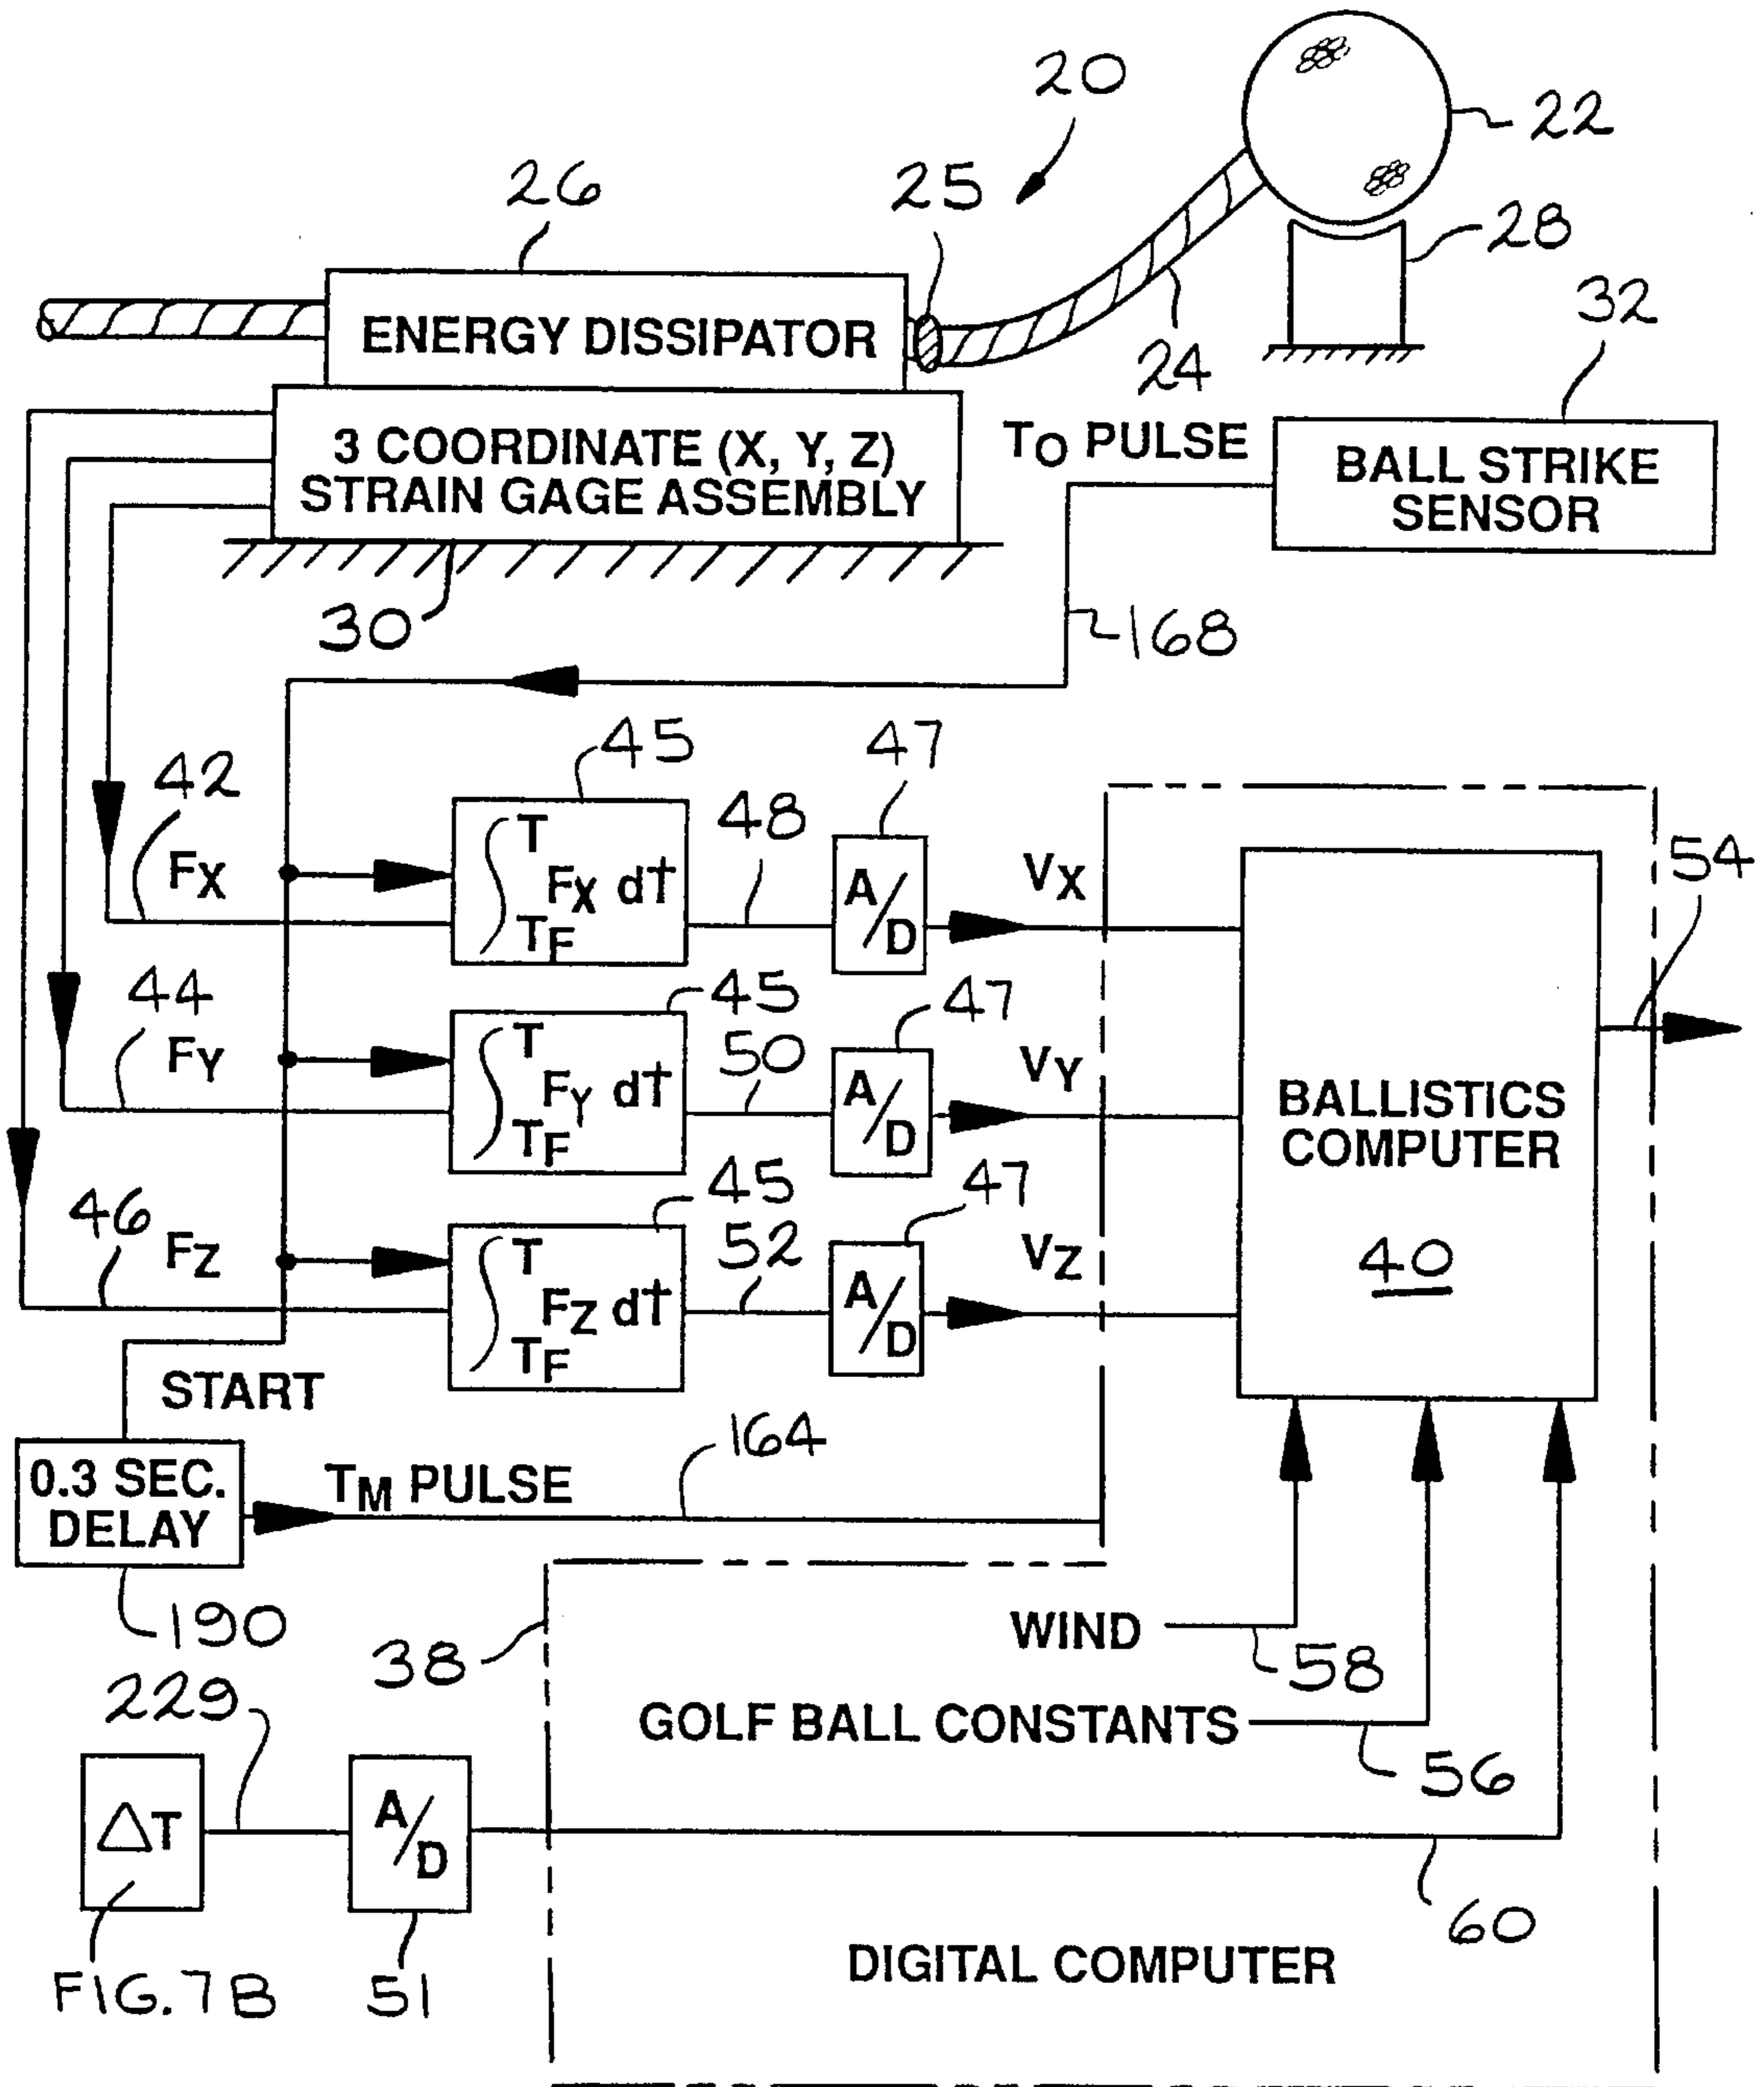 20
22
26
25
28
32
ENERGY DISSIPATOR
24
3 COORDINATE (X, Y, Z)
STRAIN GAGE ASSEMBLY
TO PULSE
BALL STRIKE
SENSOR
30
168
42
FX
45
∫ T TF FX dt
48
47
A/D
VX
54
44
FY
45
∫ T TF FY dt
50
47
A/D
VY
BALLISTICS
COMPUTER
40
46
FZ
45
∫ T TF FZ dt
52
47
A/D
VZ
START
0.3 SEC.
DELAY
TM PULSE
164
190
38
WIND
58
GOLF BALL CONSTANTS
56
229
ΔT
A/D
60
FIG. 7B
51
DIGITAL COMPUTER